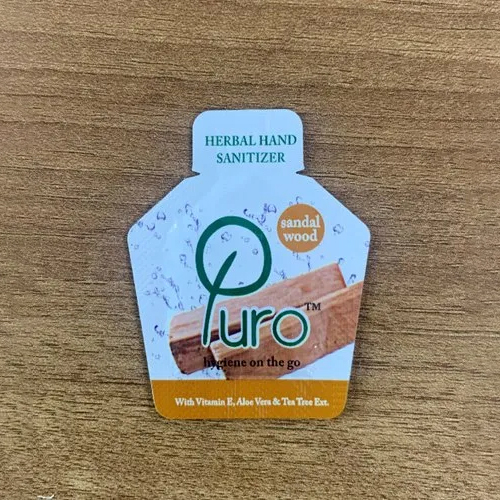 HERBAL HAND
SANITIZER
sandal
wood
Puro™
hygiene on the go
With Vitamin E, Aloe Vera & Tea Tree Ext.